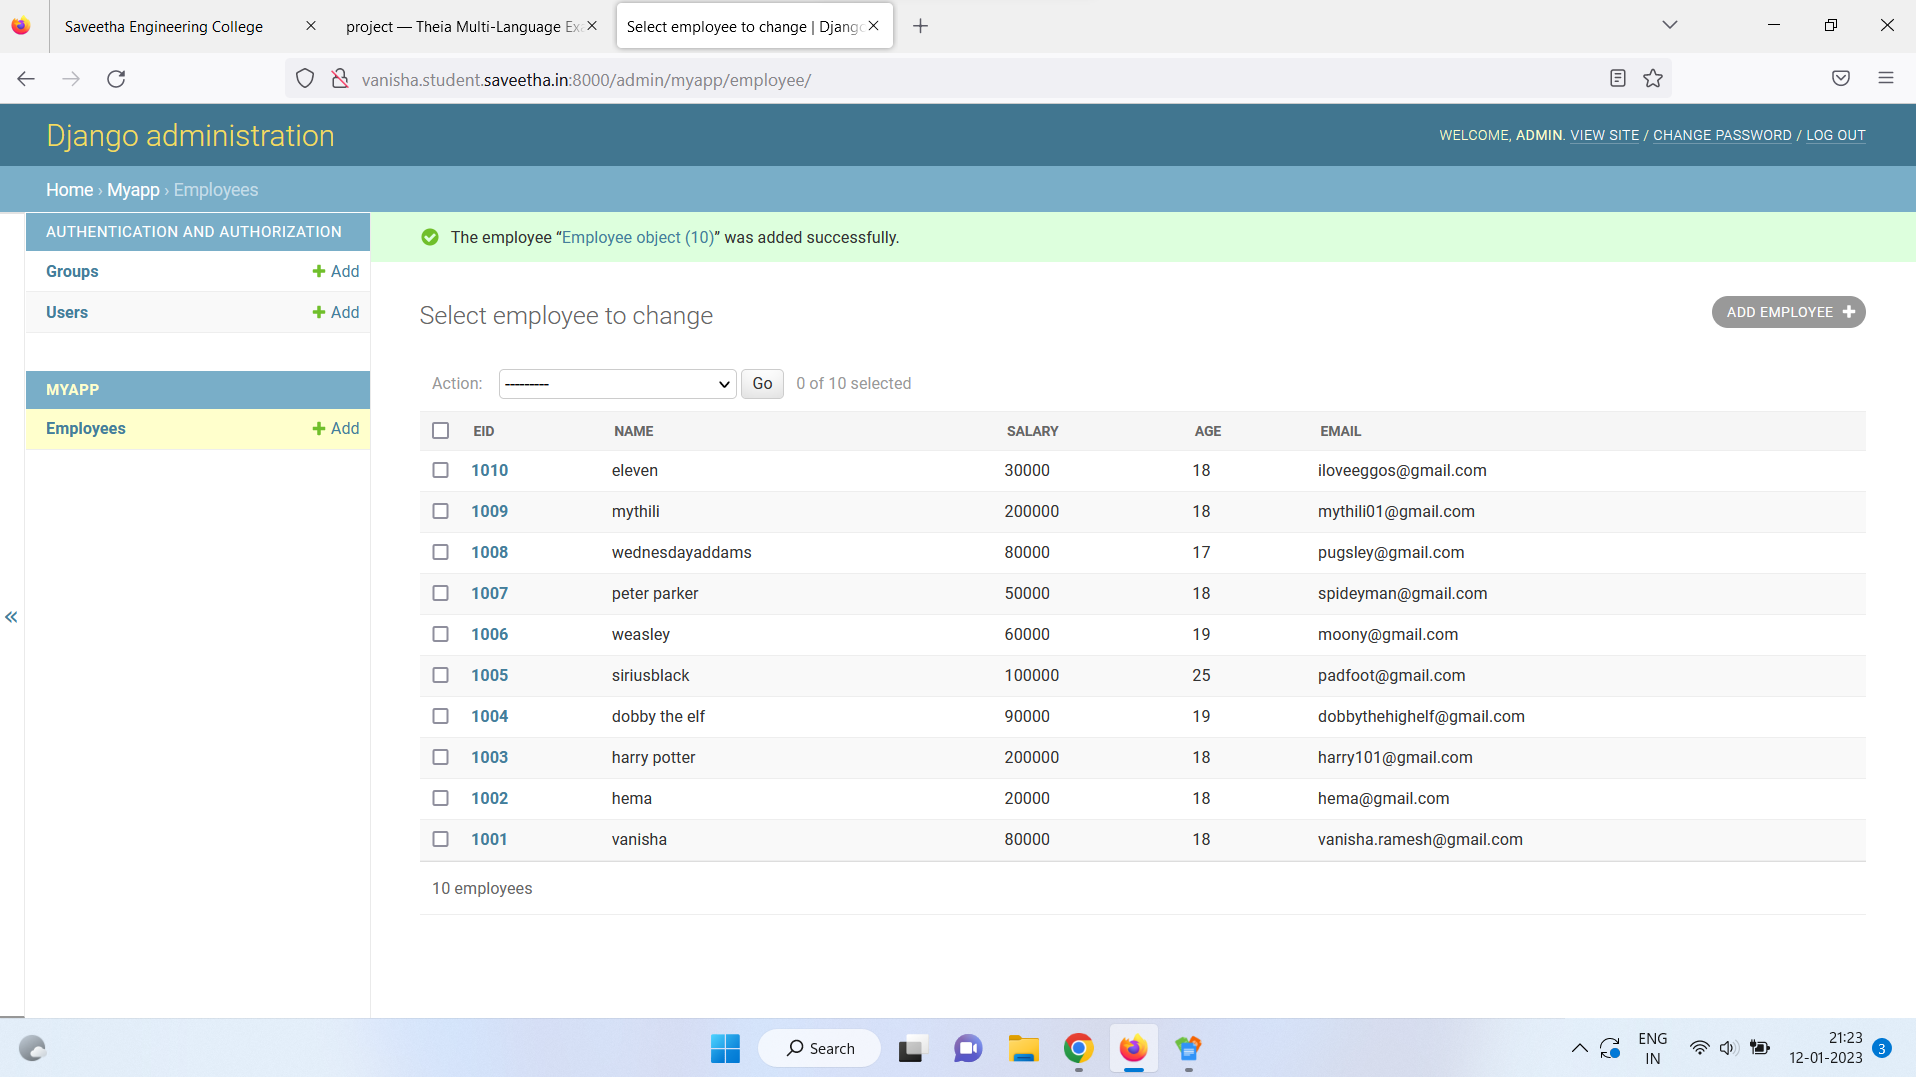 Saveetha Engineering College
project — Theia Multi-Language Exa
Select employee to change | Django
vanisha.student.saveetha.in:8000/admin/myapp/employee/
Django administration
WELCOME, ADMIN. VIEW SITE / CHANGE PASSWORD / LOG OUT
Home › Myapp › Employees
AUTHENTICATION AND AUTHORIZATION
Groups
Add
Users
Add
MYAPP
Employees
Add
The employee “Employee object (10)” was added successfully.
Select employee to change
ADD EMPLOYEE
Action: --------- Go 0 of 10 selected
EID NAME SALARY AGE EMAIL
1010 eleven 30000 18 iloveeggos@gmail.com
1009 mythili 200000 18 mythili01@gmail.com
1008 wednesdayaddams 80000 17 pugsley@gmail.com
1007 peter parker 50000 18 spideyman@gmail.com
1006 weasley 60000 19 moony@gmail.com
1005 siriusblack 100000 25 padfoot@gmail.com
1004 dobby the elf 90000 19 dobbythehighelf@gmail.com
1003 harry potter 200000 18 harry101@gmail.com
1002 hema 20000 18 hema@gmail.com
1001 vanisha 80000 18 vanisha.ramesh@gmail.com
10 employees
Search
ENG
IN
21:23
12-01-2023
3